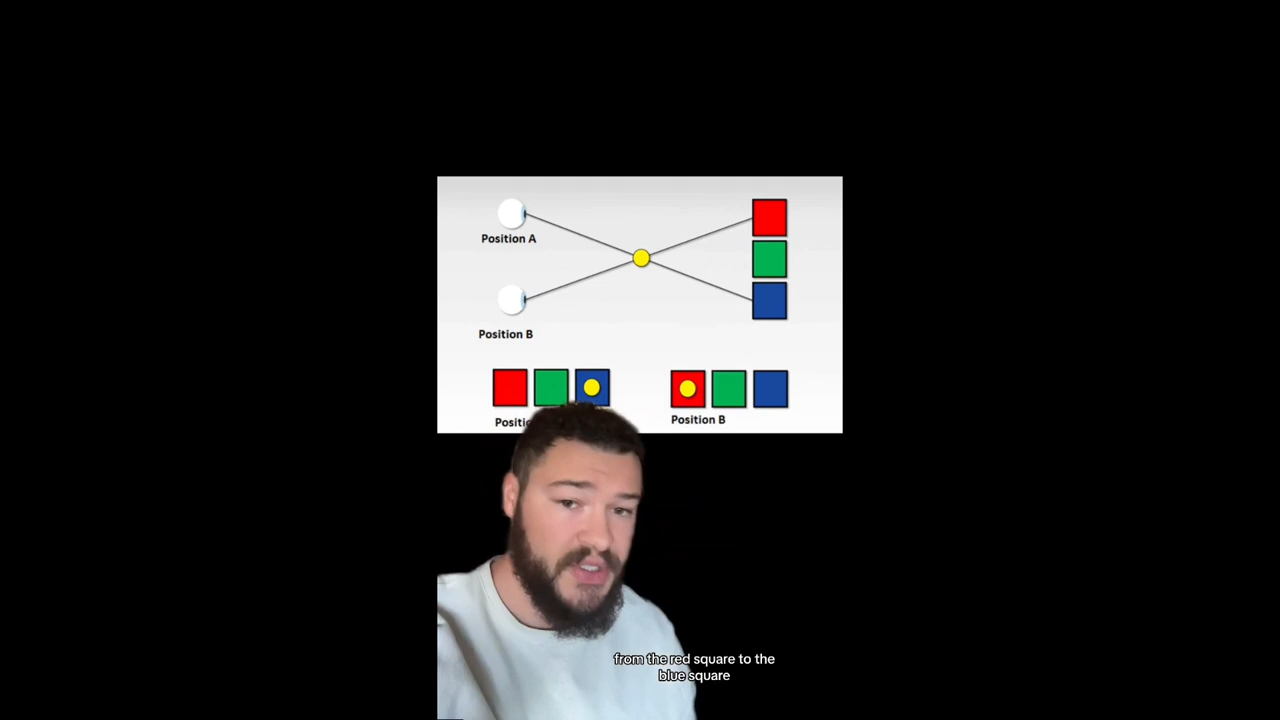 Position A
Position B
Position B
from the red square to the
blue square